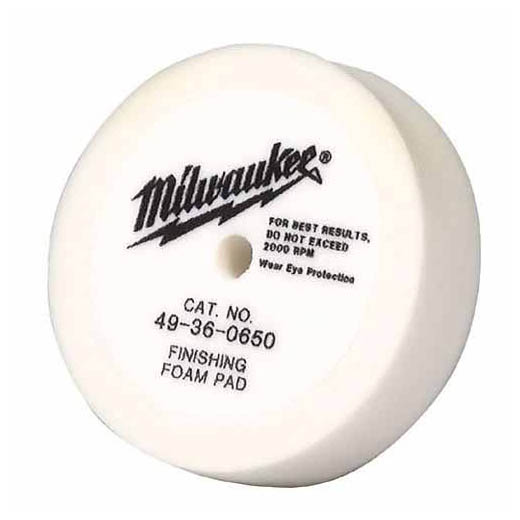 Milwaukee®
FOR BEST RESULTS,
DO NOT EXCEED
2000 RPM
Wear Eye Protection
CAT. NO.
49-36-0650
FINISHING
FOAM PAD